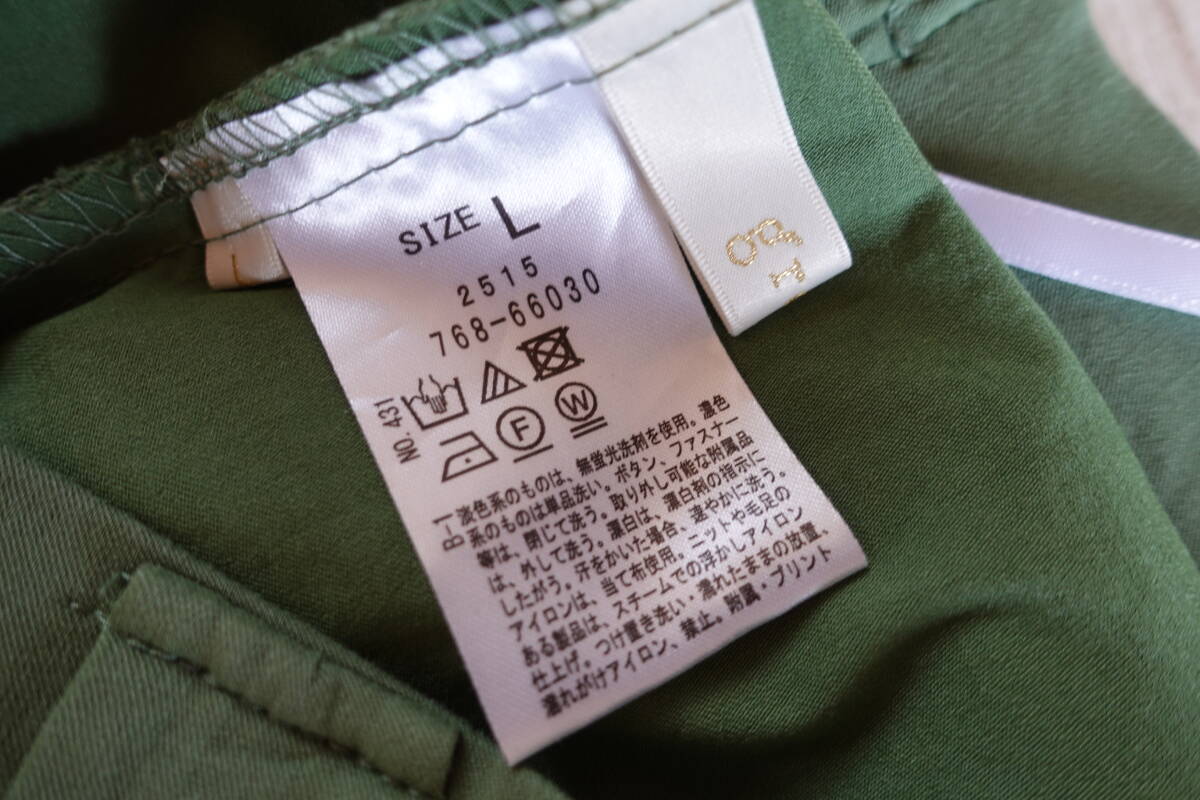 SIZE L
2515
768-66030
NO.431
F W
B-1 淡色系のものは、無蛍光洗剤を使用。濃色
系のものは単品洗い。ボタン、ファスナー
等は、閉じて洗う。取り外し可能な附属品
は、外して洗う。漂白は、漂白剤の指示に
したがう。汗をかいた場合、速やかに洗う。
アイロンは、当て布使用。ニットや毛足の
ある製品は、スチームでの浮かしアイロン
仕上げ。つけ置き洗い・濡れたままの放置、
濡れがけアイロン、禁止。附属・プリント